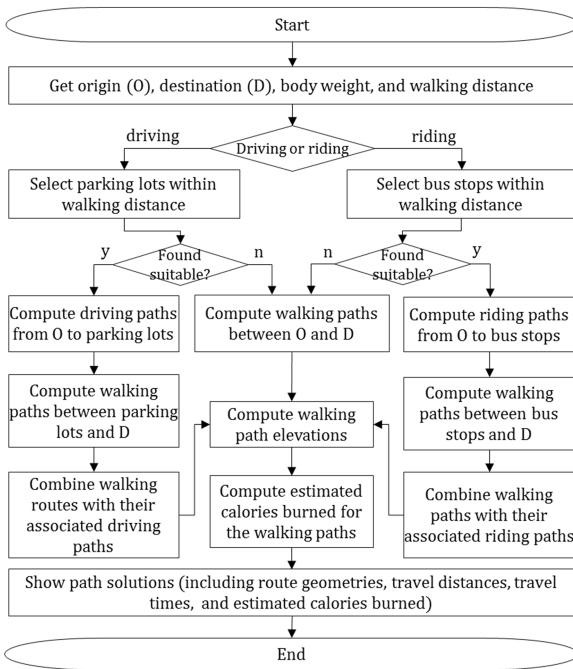 Start
Get origin (O), destination (D), body weight, and walking distance
driving
Driving or riding
riding
Select parking lots within
walking distance
Select bus stops within
walking distance
y
Found
suitable?
n
n
Found
suitable?
y
Compute driving paths
from O to parking lots
Compute walking paths
between O and D
Compute riding paths
from O to bus stops
Compute walking
paths between parking
lots and D
Compute walking
path elevations
Compute walking
paths between bus
stops and D
Combine walking
routes with their
associated driving
paths
Compute estimated
calories burned for
the walking paths
Combine walking
paths with their
associated riding paths
Show path solutions (including route geometries, travel distances, travel
times, and estimated calories burned)
End